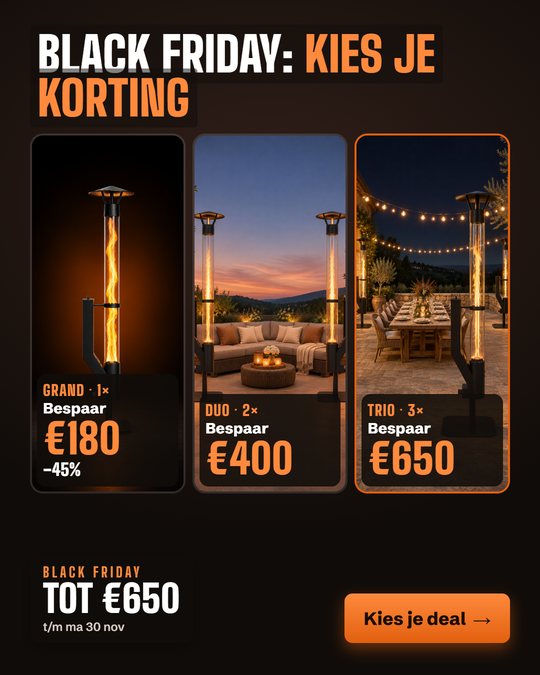 BLACK FRIDAY: KIES JE
KORTING
GRAND · 1×
Bespaar
€180
−45%
DUO · 2×
Bespaar
€400
TRIO · 3×
Bespaar
€650
BLACK FRIDAY
TOT €650
t/m ma 30 nov
Kies je deal →